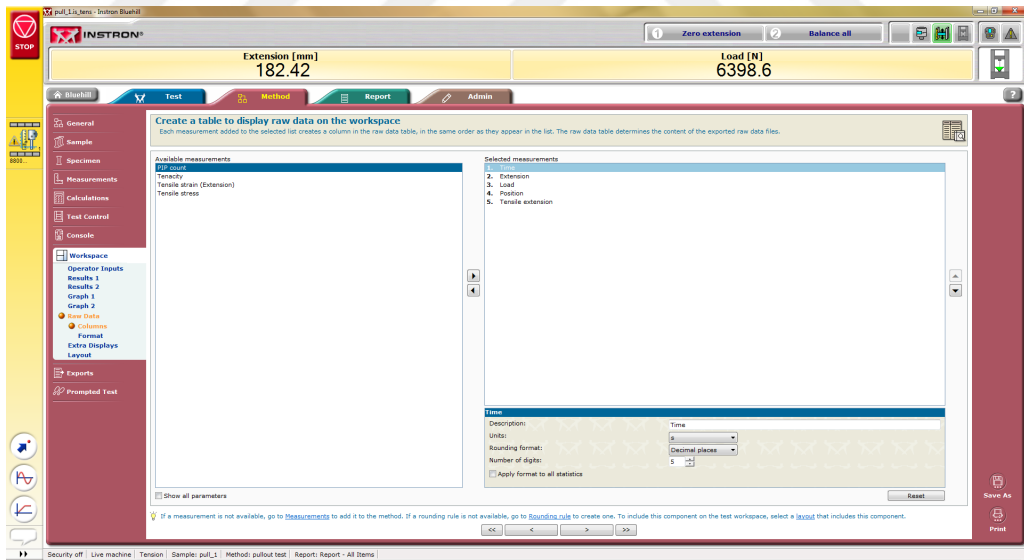 pull_1.is_tens - Instron Bluehill
STOP
INSTRON®
1 Zero extension
2 Balance all
Extension [mm]
182.42
Load [N]
6398.6
Bluehill
Test
Method
Report
Admin
?
8800...
General
Sample
Specimen
Measurements
Calculations
Test Control
Console
Workspace
Operator Inputs
Results 1
Results 2
Graph 1
Graph 2
Raw Data
Columns
Format
Extra Displays
Layout
Exports
Prompted Test
Create a table to display raw data on the workspace
Each measurement added to the selected list creates a column in the raw data table, in the same order as they appear in the list. The raw data table determines the content of the exported raw data files.
Available measurements
PIP count
Tenacity
Tensile strain (Extension)
Tensile stress
Selected measurements
1. Time
2. Extension
3. Load
4. Position
5. Tensile extension
Time
Description: Time
Units: s
Rounding format: Decimal places
Number of digits: 5
Apply format to all statistics
Show all parameters
Reset
If a measurement is not available, go to Measurements to add it to the method. If a rounding rule is not available, go to Rounding rule to create one. To include this component on the test workspace, select a layout that includes this component.
<< < > >>
Save As
Print
Security off Live machine Tension Sample: pull_1 Method: pullout test Report: Report - All Items